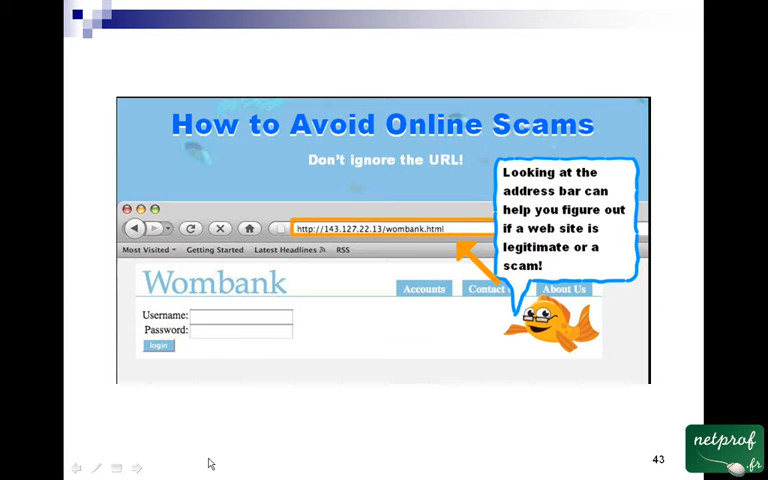 How to Avoid Online Scams
Don't ignore the URL!
Looking at the
address bar can
help you figure out
if a web site is
legitimate or a
scam!
http://143.127.22.13/wombank.html
Most Visited Getting Started Latest Headlines RSS
Wombank
Accounts Contact About Us
Username:
Password:
login
43
netprof
.fr